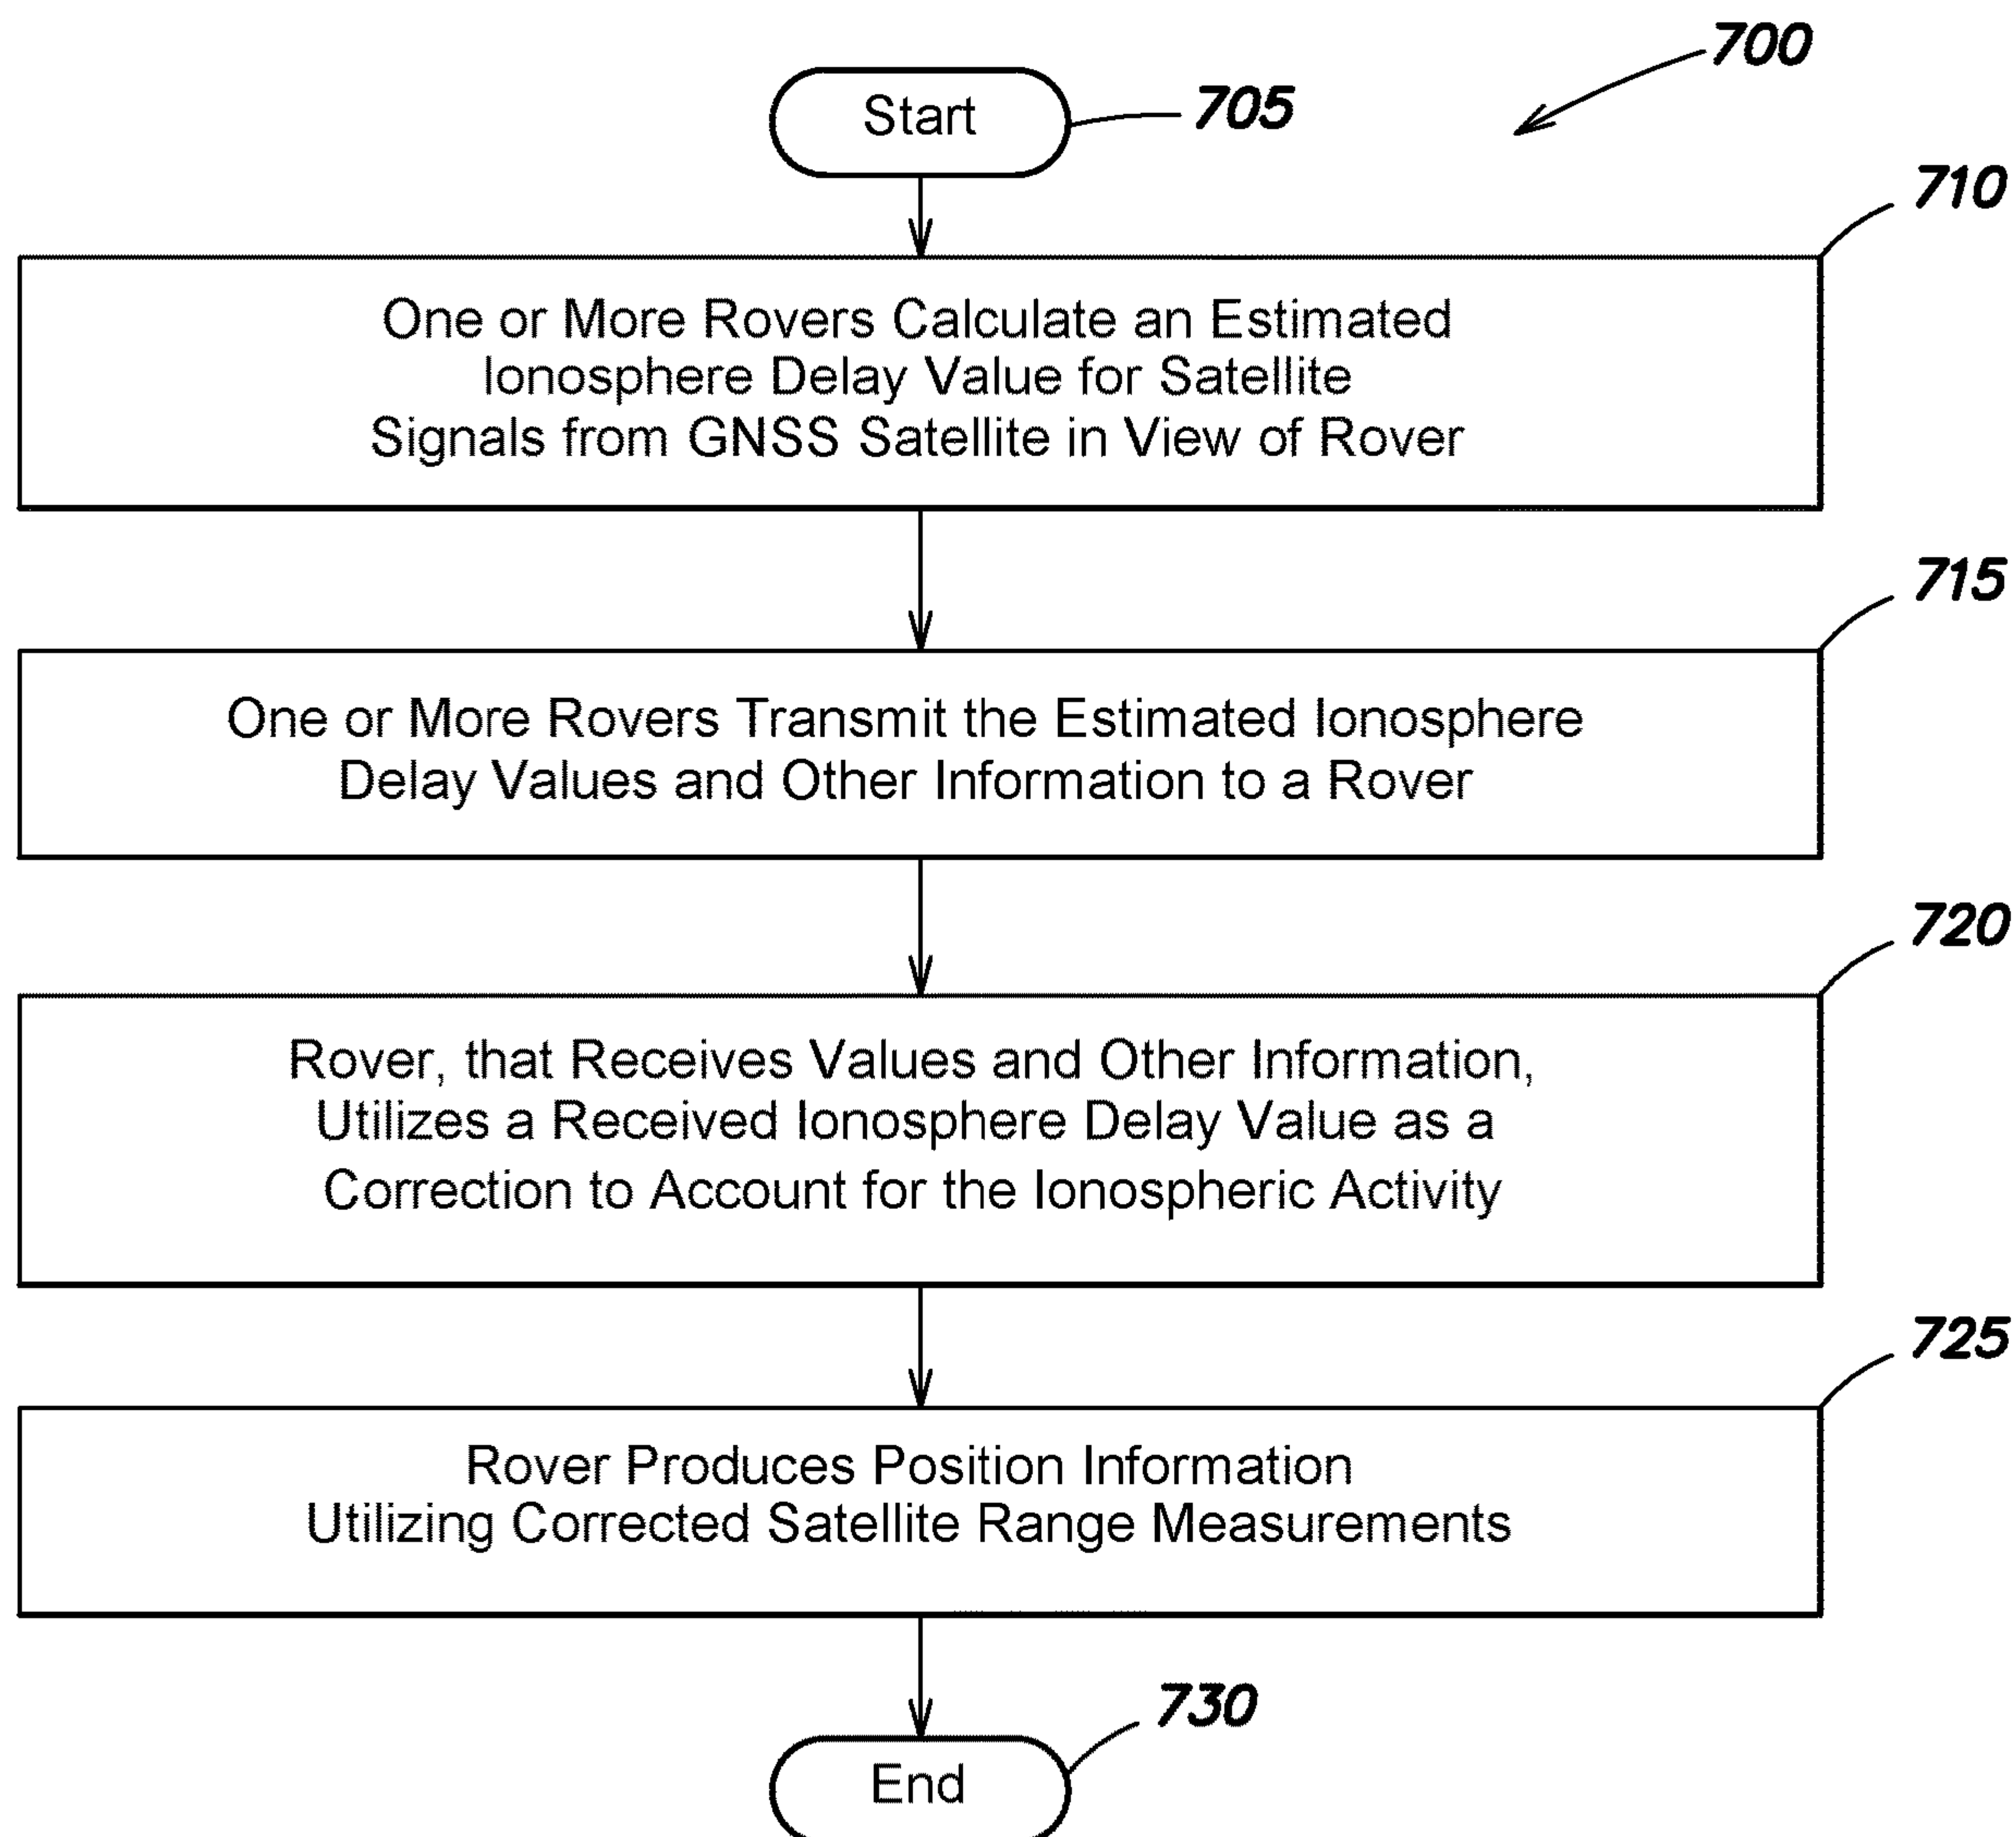 700
Start
705
710
One or More Rovers Calculate an Estimated
Ionosphere Delay Value for Satellite
Signals from GNSS Satellite in View of Rover
715
One or More Rovers Transmit the Estimated Ionosphere
Delay Values and Other Information to a Rover
720
Rover, that Receives Values and Other Information,
Utilizes a Received Ionosphere Delay Value as a
Correction to Account for the Ionospheric Activity
725
Rover Produces Position Information
Utilizing Corrected Satellite Range Measurements
730
End